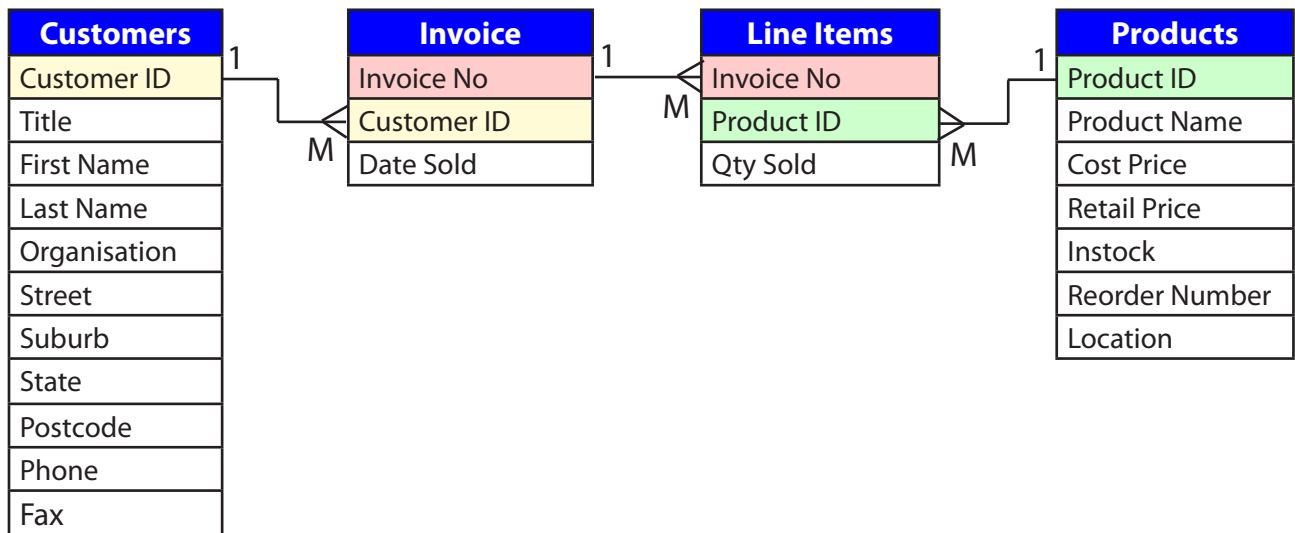 Customers
Customer ID
Title
First Name
Last Name
Organisation
Street
Suburb
State
Postcode
Phone
Fax
1
M
Invoice
Invoice No
Customer ID
Date Sold
1
M
Line Items
Invoice No
Product ID
Qty Sold
M
1
Products
Product ID
Product Name
Cost Price
Retail Price
Instock
Reorder Number
Location